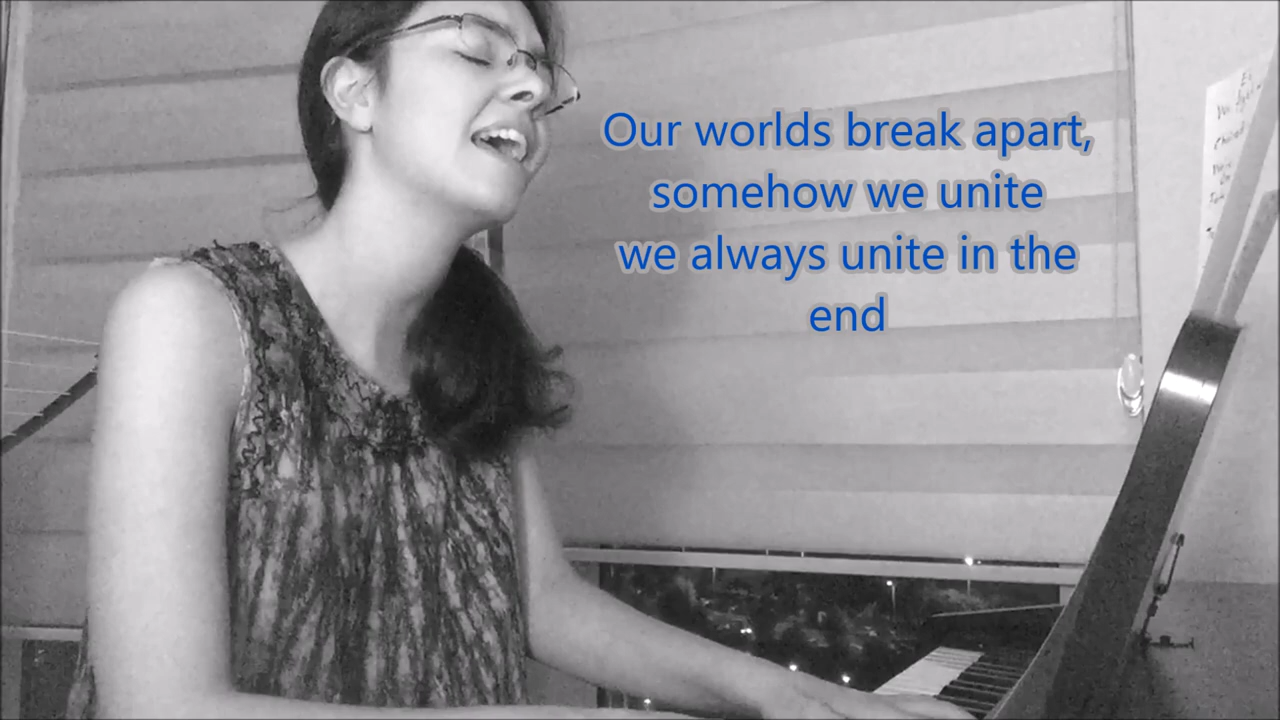 Our worlds break apart,
somehow we unite
we always unite in the
end